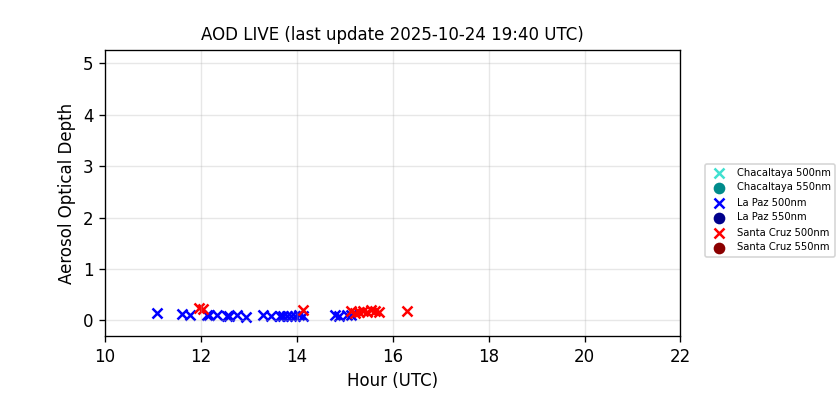 AOD LIVE (last update 2025-10-24 19:40 UTC)
Aerosol Optical Depth
5
4
3
2
1
0
10 12 14 16 18 20 22
Hour (UTC)
Chacaltaya 500nm
Chacaltaya 550nm
La Paz 500nm
La Paz 550nm
Santa Cruz 500nm
Santa Cruz 550nm